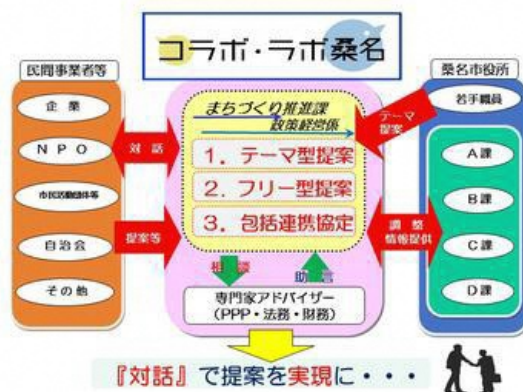 コラボ・ラボ桑名
民間事業者等
企業
NPO
市民活動団体等
自治会
その他
対話
提案等
まちづくり推進課
政策経営係
1.テーマ型提案
2.フリー型提案
3.包括連携協定
相談
助言
専門家アドバイザー
(PPP・法務・財務)
テーマ
提案
調整
情報提供
桑名市役所
若手職員
A課
B課
C課
D課
『対話』で提案を実現に・・・